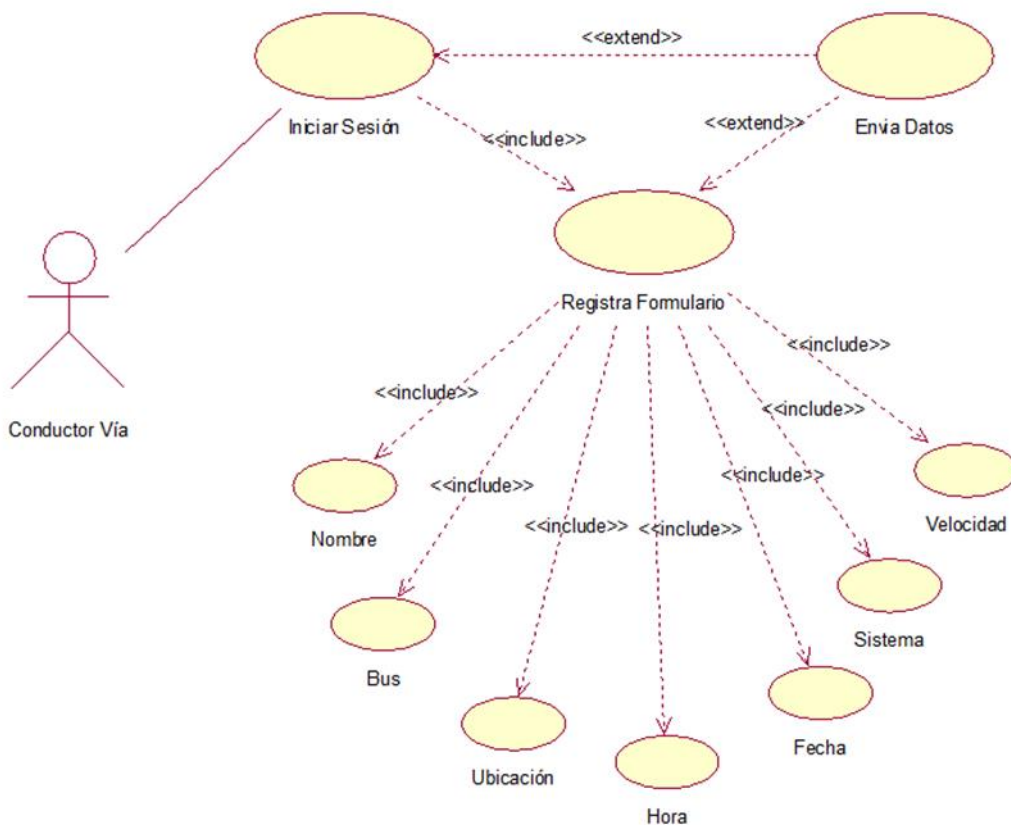 <<extend>>
Iniciar Sesión
Envia Datos
<<include>>
<<extend>>
Registra Formulario
<<include>>
<<include>>
<<include>>
Conductor Vía
<<include>>
<<include>>
<<include>>
<<include>>
Velocidad
Nombre
Sistema
Bus
Fecha
Ubicación
Hora